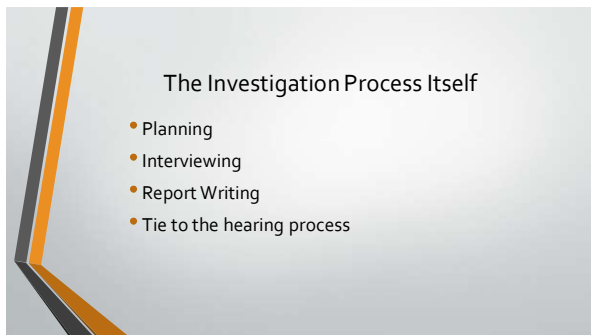 The Investigation Process Itself
• Planning
• Interviewing
• Report Writing
• Tie to the hearing process